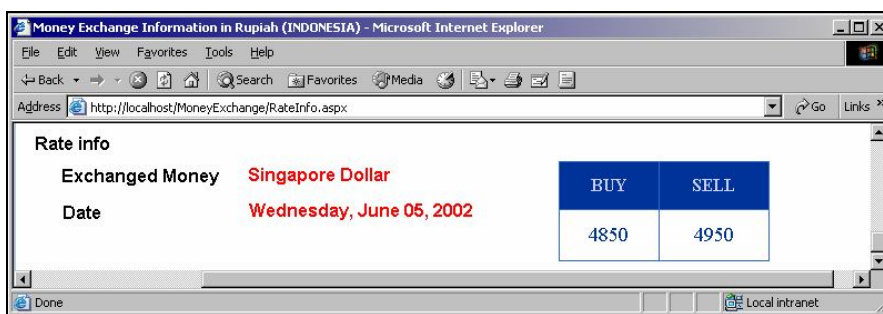 Money Exchange Information in Rupiah (INDONESIA) - Microsoft Internet Explorer
File Edit View Favorites Tools Help
Back Search Favorites Media
Address http://localhost/MoneyExchange/RateInfo.aspx Go Links »
Rate info
Exchanged Money Singapore Dollar
Date Wednesday, June 05, 2002
BUY SELL
4850 4950
Done Local intranet